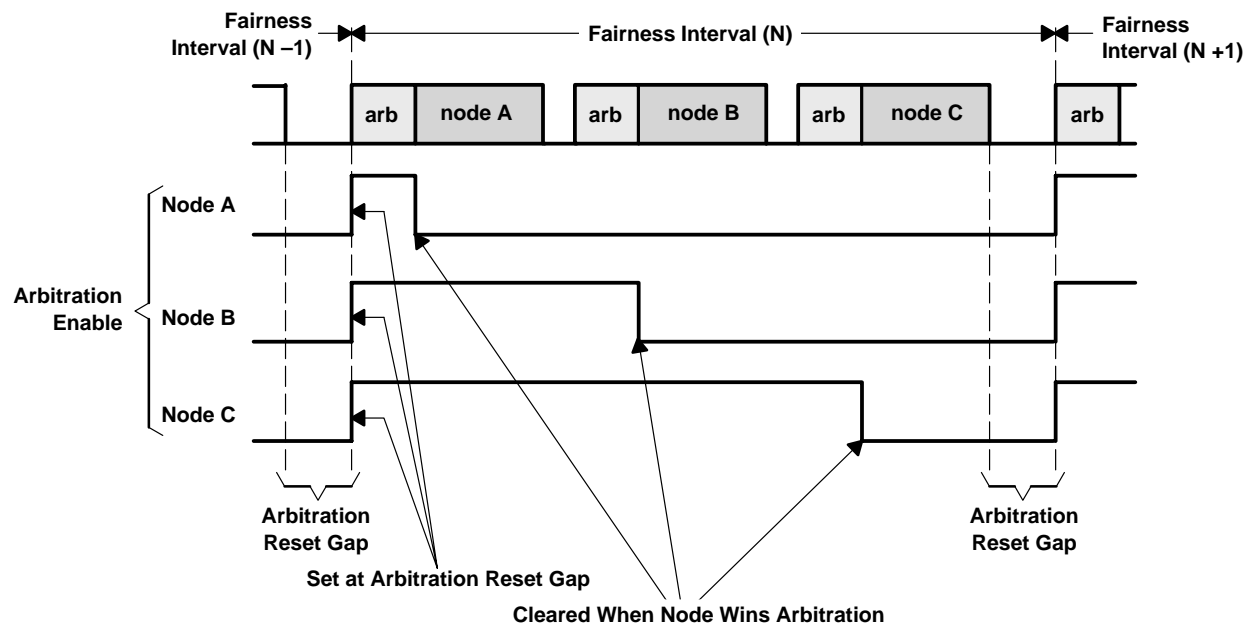 Fairness
Interval (N –1)
Fairness Interval (N)
Fairness
Interval (N +1)
arb
node A
arb
node B
arb
node C
arb
Arbitration
Enable
Node A
Node B
Node C
Arbitration
Reset Gap
Arbitration
Reset Gap
Set at Arbitration Reset Gap
Cleared When Node Wins Arbitration